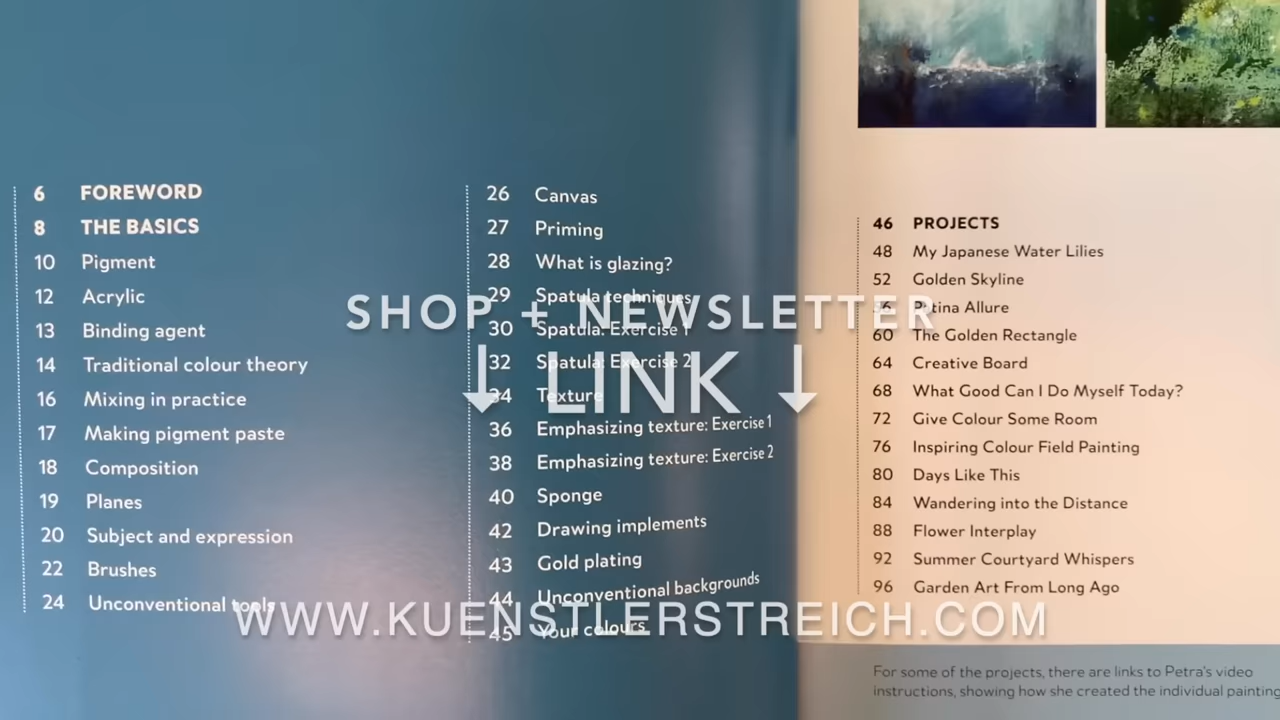 6 FOREWORD
8 THE BASICS
10 Pigment
12 Acrylic
13 Binding agent
14 Traditional colour theory
16 Mixing in practice
17 Making pigment paste
18 Composition
19 Planes
20 Subject and expression
22 Brushes
24 Unconventional tools
26 Canvas
27 Priming
28 What is glazing?
29 Spatula techniques
30 Spatula: Exercise 1
32 Spatula: Exercise 2
34 Texture
36 Emphasizing texture: Exercise 1
38 Emphasizing texture: Exercise 2
40 Sponge
42 Drawing implements
43 Gold plating
44 Unconventional backgrounds
45 Your colours
46 PROJECTS
48 My Japanese Water Lilies
52 Golden Skyline
56 Patina Allure
60 The Golden Rectangle
64 Creative Board
68 What Good Can I Do Myself Today?
72 Give Colour Some Room
76 Inspiring Colour Field Painting
80 Days Like This
84 Wandering into the Distance
88 Flower Interplay
92 Summer Courtyard Whispers
96 Garden Art From Long Ago
For some of the projects, there are links to Petra's video
instructions, showing how she created the individual painting
SHOP + NEWSLETTER
↓ LINK ↓
WWW.KUENSTLERSTREICH.COM